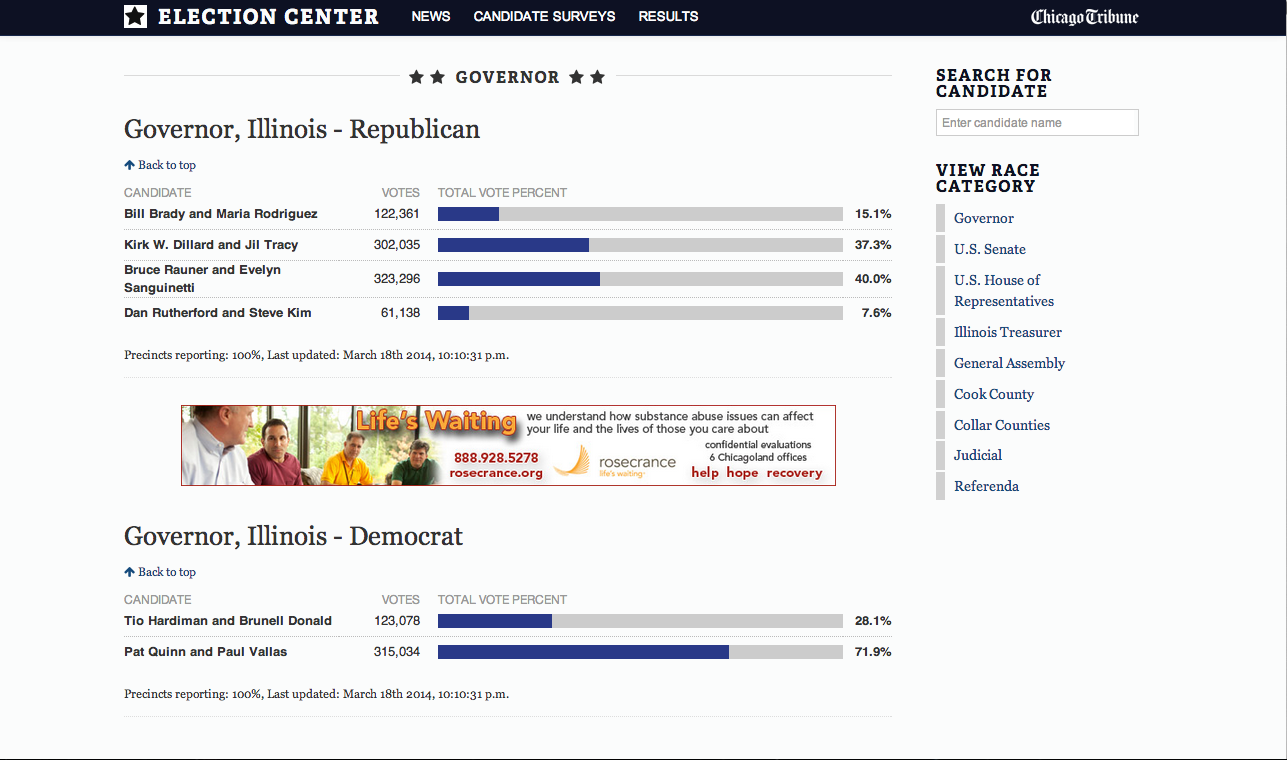 ELECTION CENTER NEWS CANDIDATE SURVEYS RESULTS Chicago Tribune
GOVERNOR
Governor, Illinois - Republican
Back to top
CANDIDATE VOTES TOTAL VOTE PERCENT
Bill Brady and Maria Rodriguez 122,361 15.1%
Kirk W. Dillard and Jil Tracy 302,035 37.3%
Bruce Rauner and Evelyn
Sanguinetti 323,296 40.0%
Dan Rutherford and Steve Kim 61,138 7.6%
Precincts reporting: 100%, Last updated: March 18th 2014, 10:10:31 p.m.
Life's Waiting
888.928.5278
rosecrance.org
we understand how substance abuse issues can affect
your life and the lives of those you care about
rosecrance
life's waiting
confidential evaluations
6 Chicagoland offices
help hope recovery
Governor, Illinois - Democrat
Back to top
CANDIDATE VOTES TOTAL VOTE PERCENT
Tio Hardiman and Brunell Donald 123,078 28.1%
Pat Quinn and Paul Vallas 315,034 71.9%
Precincts reporting: 100%, Last updated: March 18th 2014, 10:10:31 p.m.
SEARCH FOR
CANDIDATE
Enter candidate name
VIEW RACE
CATEGORY
Governor
U.S. Senate
U.S. House of
Representatives
Illinois Treasurer
General Assembly
Cook County
Collar Counties
Judicial
Referenda